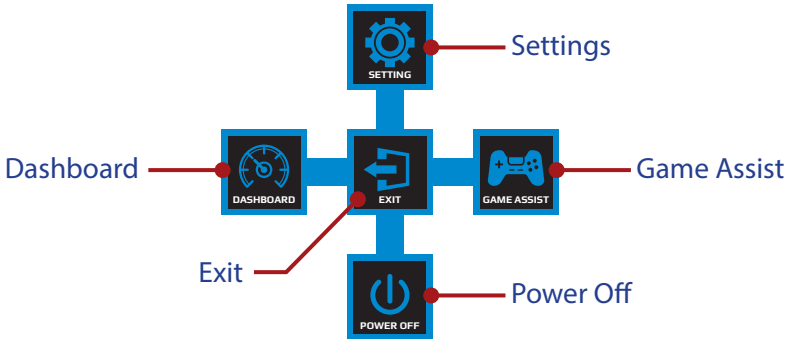 Settings
SETTING
Dashboard
DASHBOARD
EXIT
GAME ASSIST
Game Assist
Exit
POWER OFF
Power Off